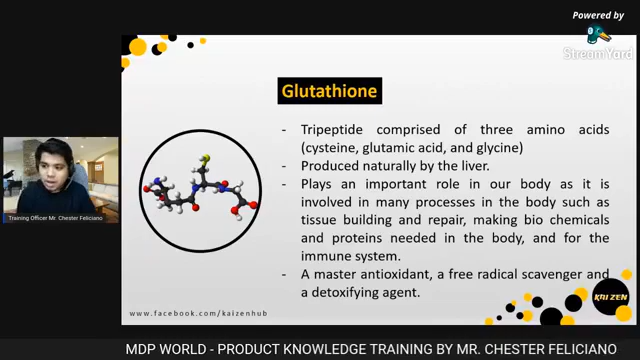 Powered by
StreamYard
Glutathione
- Tripeptide comprised of three amino acids
(cysteine, glutamic acid, and glycine)
- Produced naturally by the liver.
- Plays an important role in our body as it is
involved in many processes in the body such as
tissue building and repair, making bio chemicals
and proteins needed in the body, and for the
immune system.
- A master antioxidant, a free radical scavenger and
a detoxifying agent.
Training Officer Mr. Chester Feliciano
KAIZEN
www.facebook.com/kaizenhub
MDP WORLD - PRODUCT KNOWLEDGE TRAINING BY MR. CHESTER FELICIANO